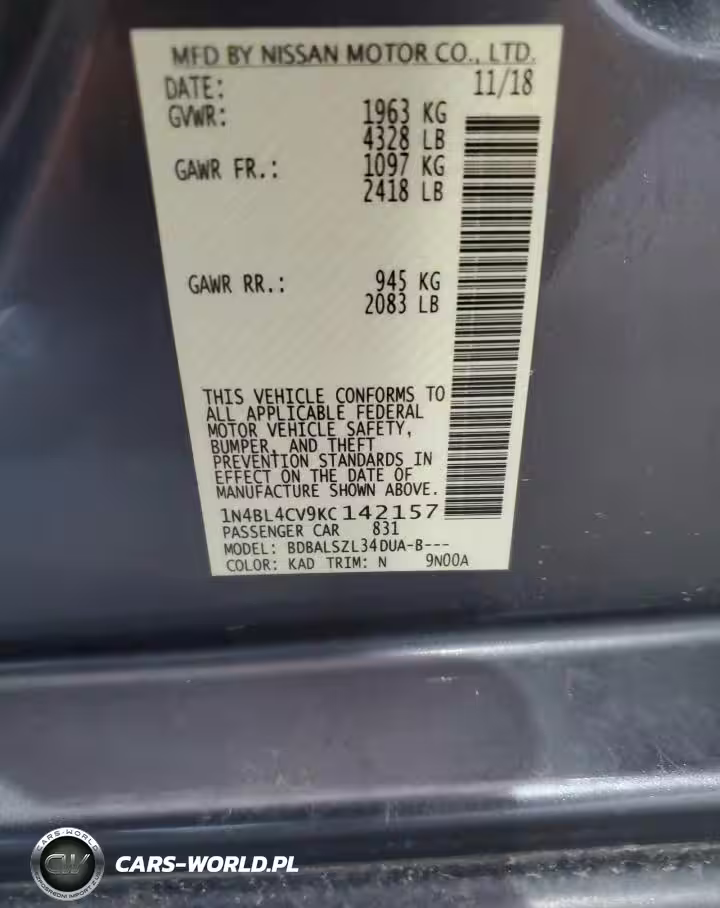 MFD BY NISSAN MOTOR CO., LTD.
DATE: 11/18
GVWR: 1963 KG
4328 LB
GAWR FR.: 1097 KG
2418 LB
GAWR RR.: 945 KG
2083 LB
THIS VEHICLE CONFORMS TO
ALL APPLICABLE FEDERAL
MOTOR VEHICLE SAFETY,
BUMPER, AND THEFT
PREVENTION STANDARDS IN
EFFECT ON THE DATE OF
MANUFACTURE SHOWN ABOVE.
1N4BL4CV9KC142157
PASSENGER CAR 831
MODEL: BDBALSZL34DUA-B---
COLOR: KAD TRIM: N 9N00A
CARS-WORLD
CW
CARS-WORLD.PL